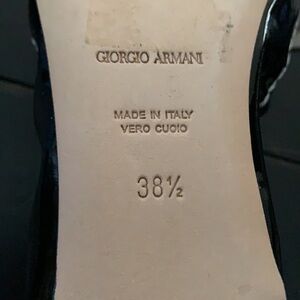 GIORGIO ARMANI
MADE IN ITALY
VERO CUOIO
38½